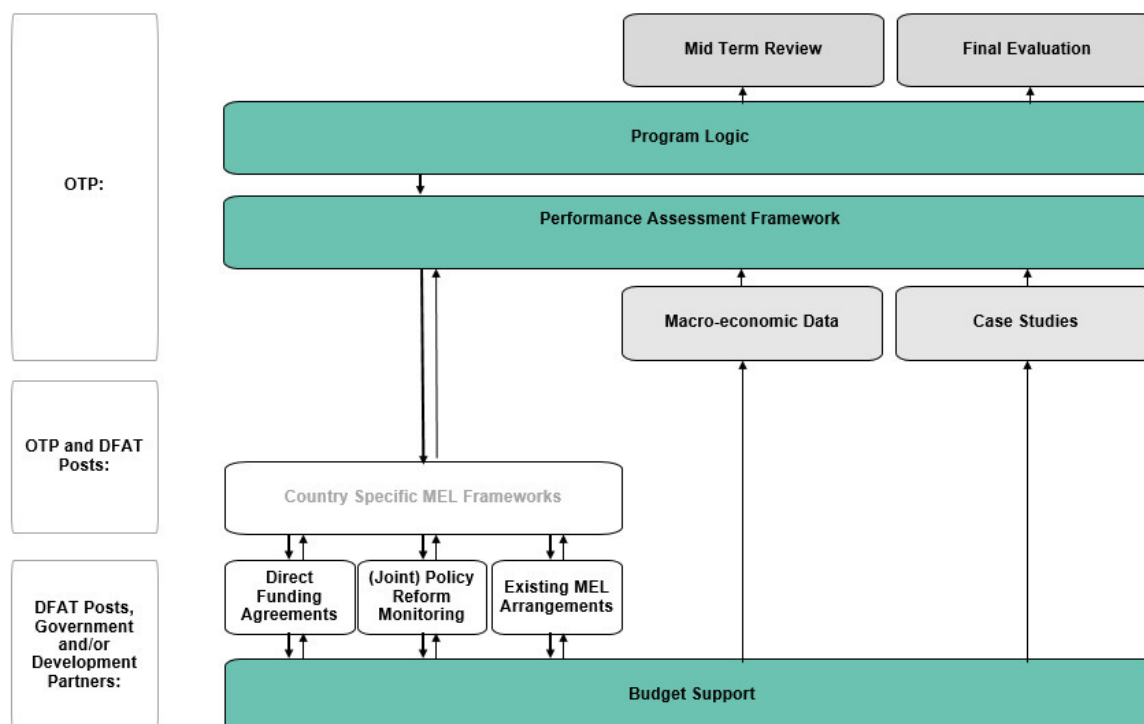 Mid Term Review
Final Evaluation
OTP:
Program Logic
Performance Assessment Framework
Macro-economic Data
Case Studies
OTP and DFAT
Posts:
Country Specific MEL Frameworks
DFAT Posts,
Government
and/or
Development
Partners:
Direct
Funding
Agreements
(Joint) Policy
Reform
Monitoring
Existing MEL
Arrangements
Budget Support